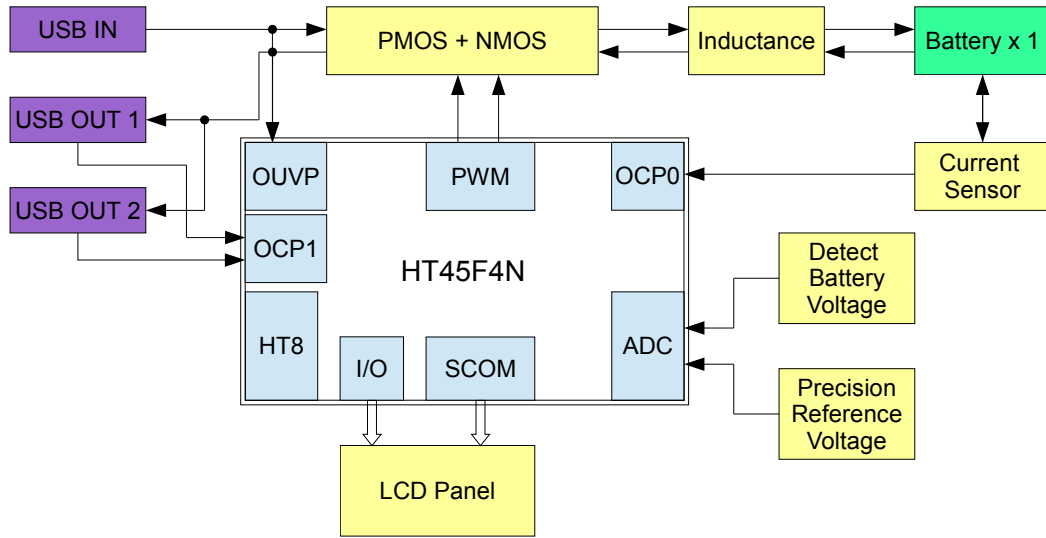 USB IN
PMOS + NMOS
Inductance
Battery x 1
USB OUT 1
USB OUT 2
OUVP
PWM
OCP0
Current
Sensor
OCP1
HT45F4N
Detect
Battery
Voltage
HT8
I/O
SCOM
ADC
Precision
Reference
Voltage
LCD Panel